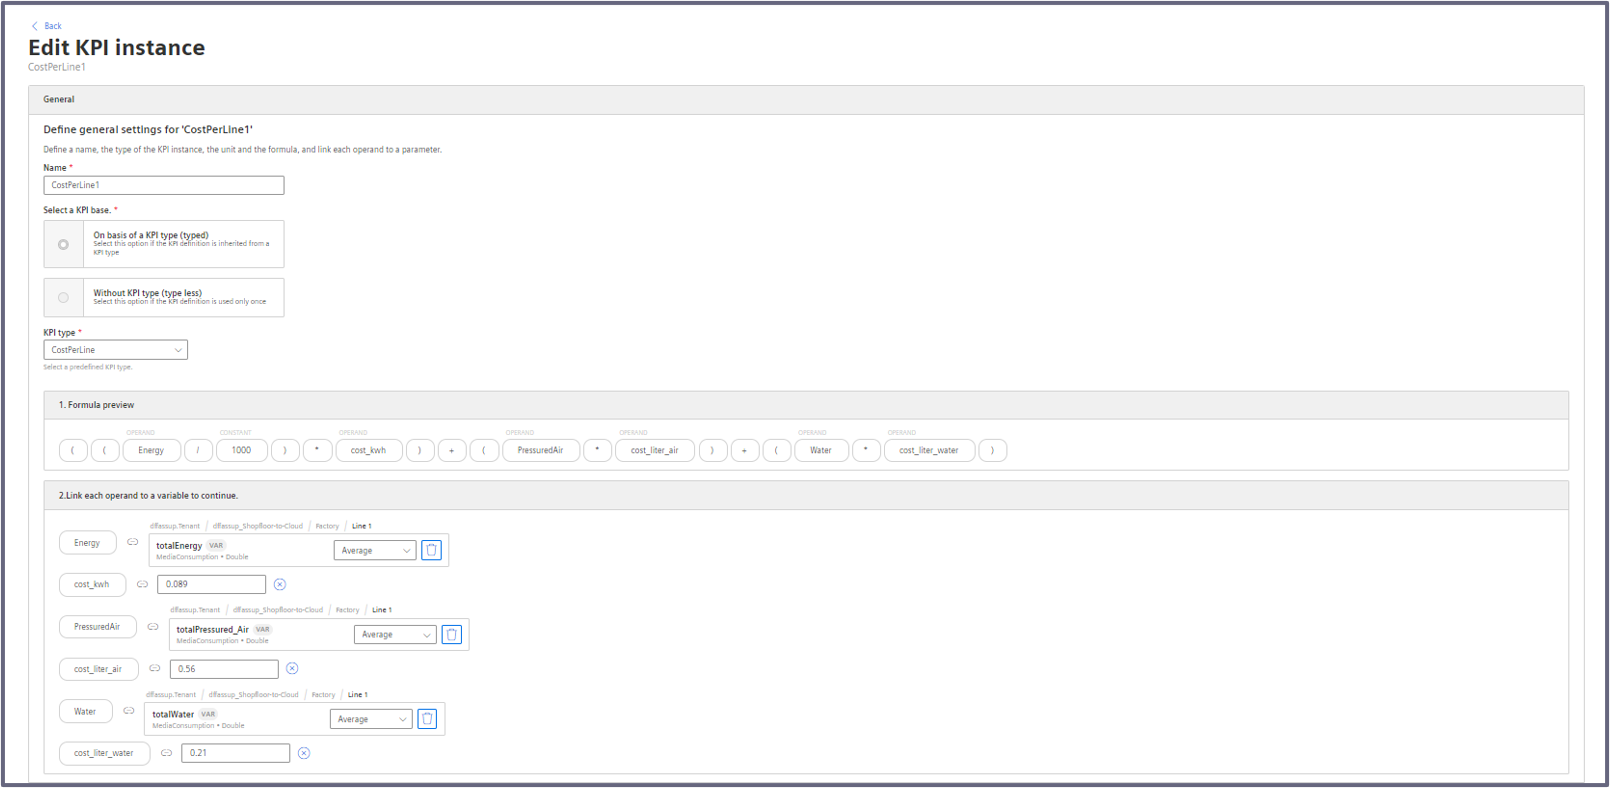 Back
Edit KPI instance
CostPerLine1
General
Define general settings for 'CostPerLine1'
Define a name, the type of the KPI instance, the unit and the formula, and link each operand to a parameter.
Name *
CostPerLine1
Select a KPI base. *
On basis of a KPI type (typed)
Select this option if the KPI definition is inherited from a
KPI type
Without KPI type (type less)
Select this option if the KPI definition is used only once
KPI type *
CostPerLine
Select a predefined KPI type.
1. Formula preview
OPERAND CONSTANT OPERAND OPERAND OPERAND OPERAND OPERAND
( ( Energy / 1000 ) * cost_kwh ) + ( PressuredAir * cost_liter_air ) + ( Water * cost_liter_water )
2.Link each operand to a variable to continue.
dffassup.Tenant / dffassup_Shopfloor-to-Cloud / Factory / Line 1
Energy totalEnergy VAR Average
MediaConsumption • Double
cost_kwh 0.089
dffassup.Tenant / dffassup_Shopfloor-to-Cloud / Factory / Line 1
PressuredAir totalPressured_Air VAR Average
MediaConsumption • Double
cost_liter_air 0.56
dffassup.Tenant / dffassup_Shopfloor-to-Cloud / Factory / Line 1
Water totalWater VAR Average
MediaConsumption • Double
cost_liter_water 0.21